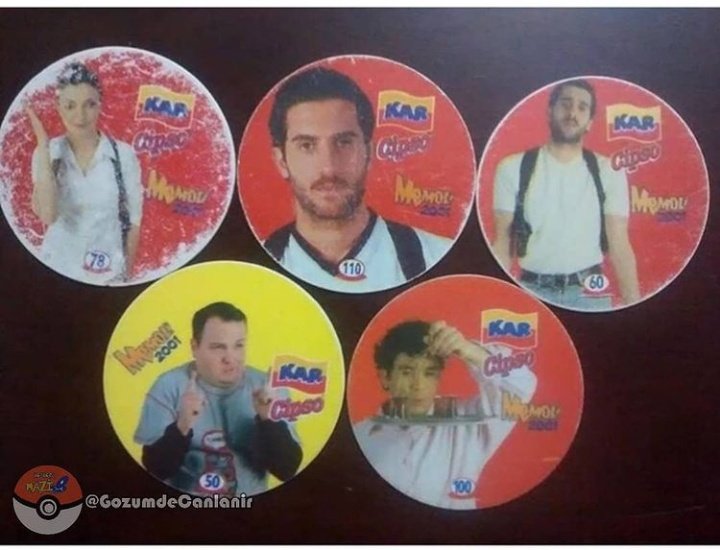 KAR
Cipso
Memoli
2001
78
KAR
Cipso
Memoli
2001
110
KAR
Cipso
Memoli
2001
60
Memoli
2001
KAR
Cipso
50
KAR
Cipso
Memoli
2001
100
MAZİ
@GozumdeCanlanir